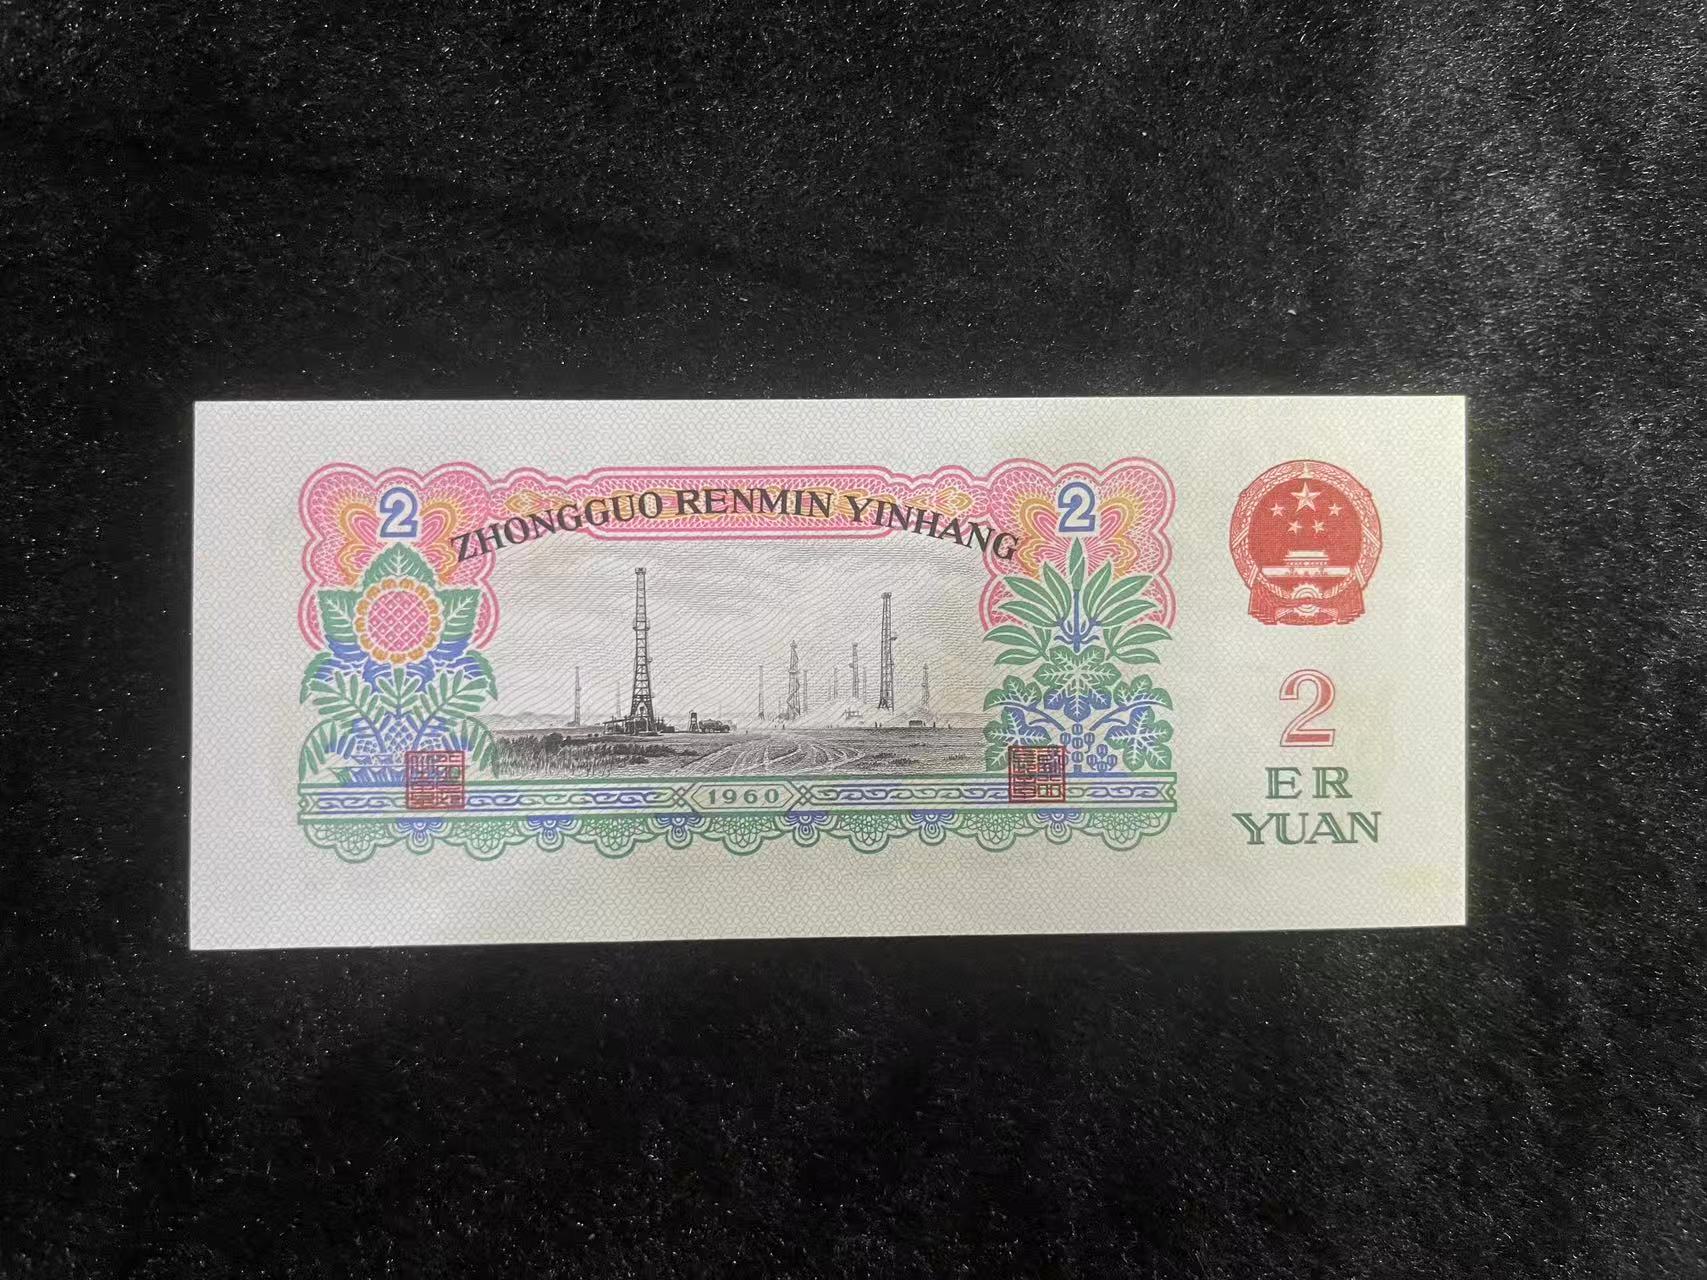 2 2
ZHONGGUO RENMIN YINHANG
1960
2
ER
YUAN